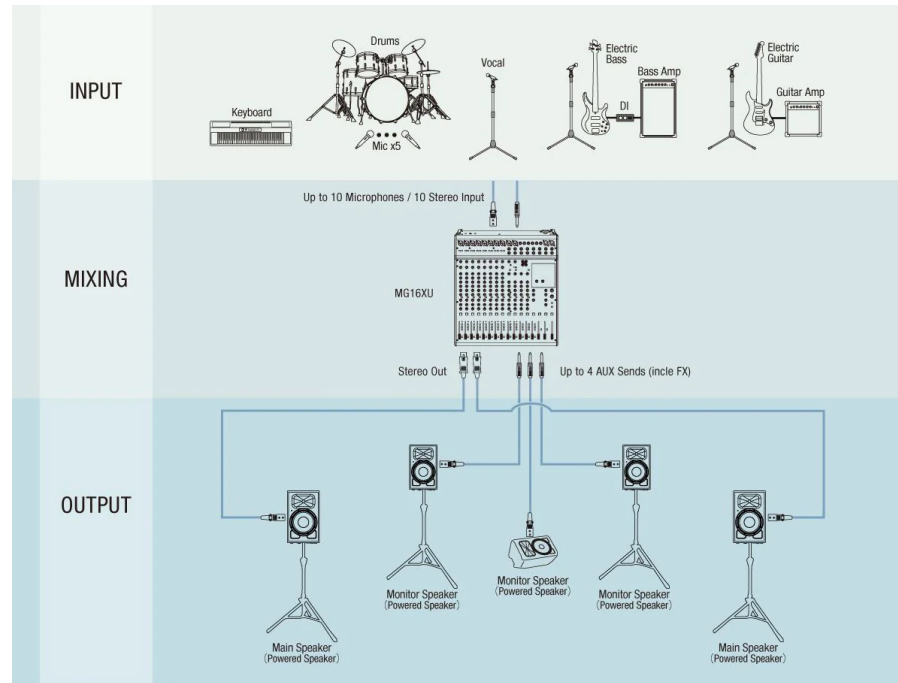 INPUT
Keyboard
Drums
Mic x5
Vocal
Electric
Bass
DI
Bass Amp
Electric
Guitar
Guitar Amp
MIXING
Up to 10 Microphones / 10 Stereo Input
MG16XU
Stereo Out
Up to 4 AUX Sends (incle FX)
OUTPUT
Main Speaker
(Powered Speaker)
Monitor Speaker
(Powered Speaker)
Monitor Speaker
(Powered Speaker)
Monitor Speaker
(Powered Speaker)
Main Speaker
(Powered Speaker)